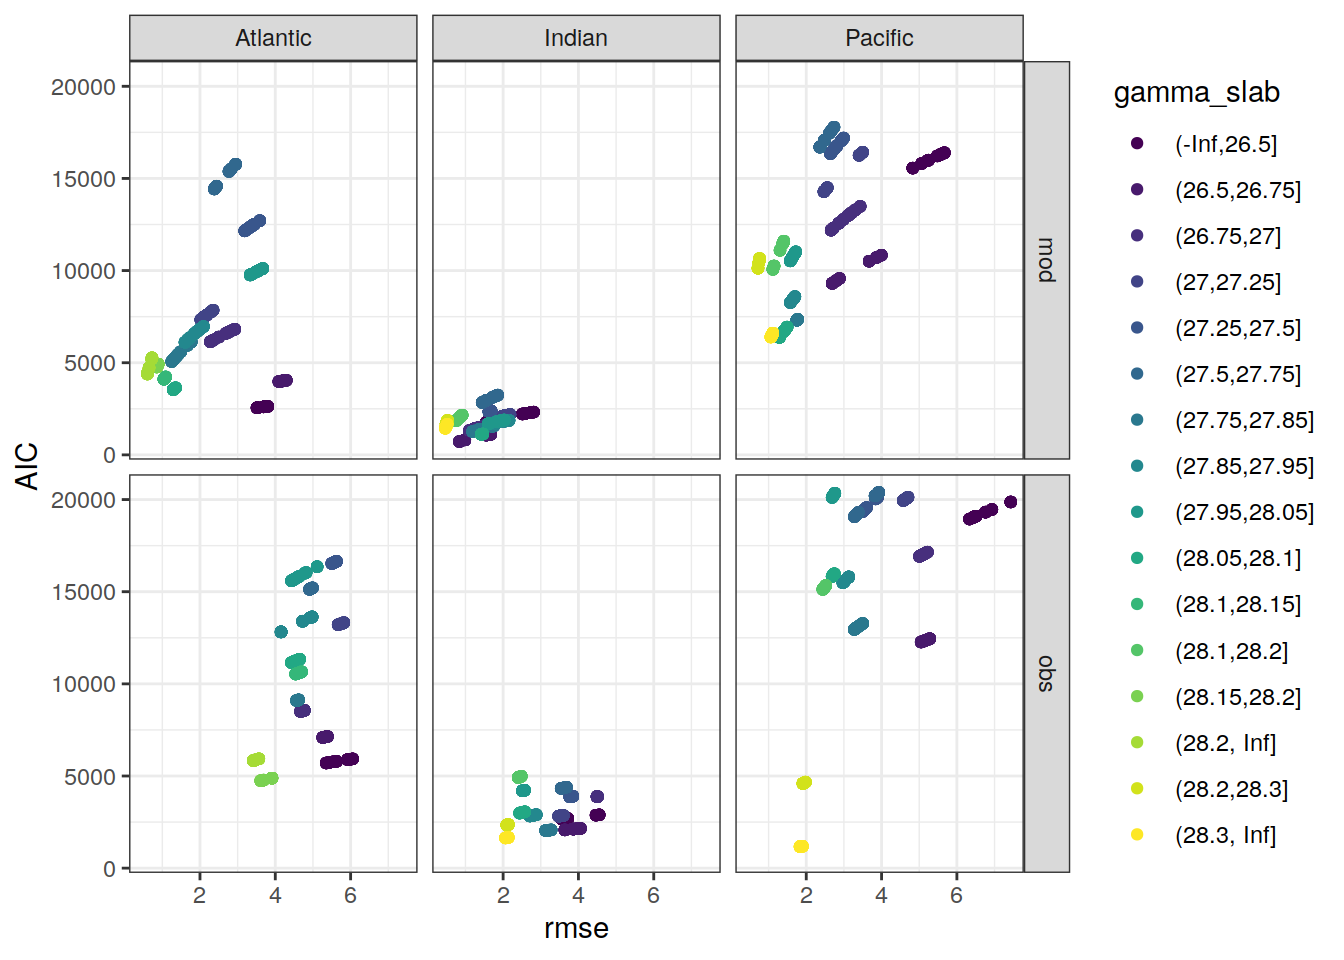 Atlantic
Indian
Pacific
20000
15000
10000
5000
0
mod
20000
15000
10000
5000
0
obs
2
4
6
2
4
6
2
4
6
AIC
rmse
gamma_slab
(-Inf,26.5]
(26.5,26.75]
(26.75,27]
(27,27.25]
(27.25,27.5]
(27.5,27.75]
(27.75,27.85]
(27.85,27.95]
(27.95,28.05]
(28.05,28.1]
(28.1,28.15]
(28.1,28.2]
(28.15,28.2]
(28.2, Inf]
(28.2,28.3]
(28.3, Inf]